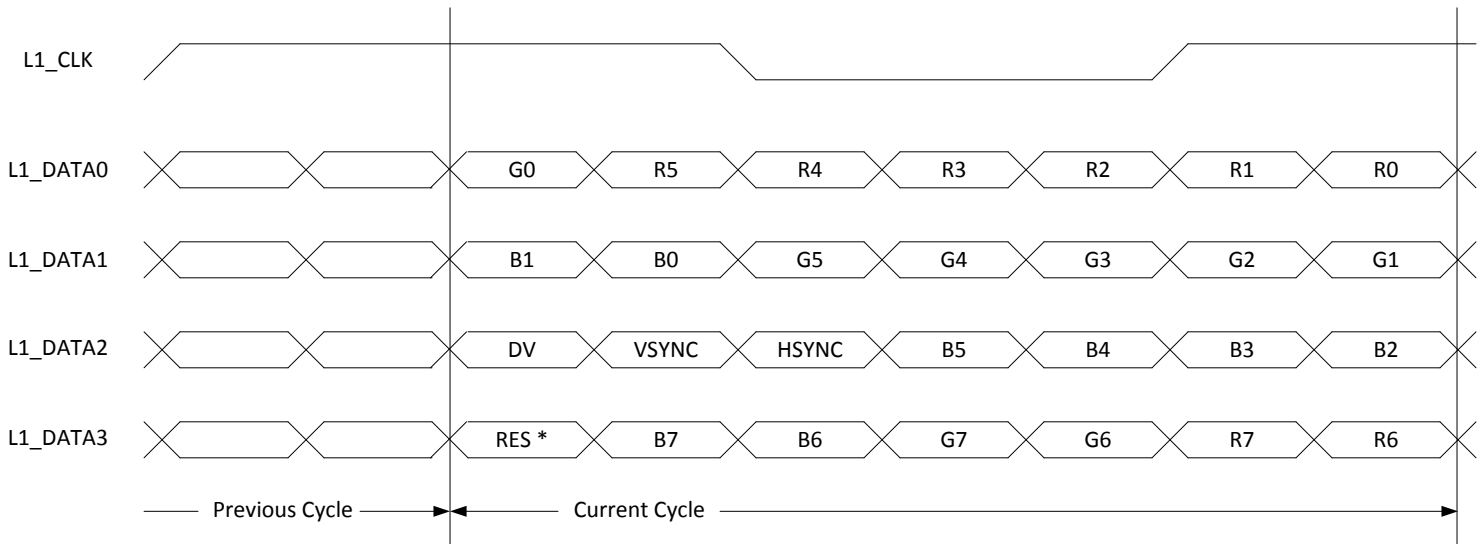 L1_CLK
L1_DATA0 G0 R5 R4 R3 R2 R1 R0
L1_DATA1 B1 B0 G5 G4 G3 G2 G1
L1_DATA2 DV VSYNC HSYNC B5 B4 B3 B2
L1_DATA3 RES * B7 B6 G7 G6 R7 R6
Previous Cycle Current Cycle